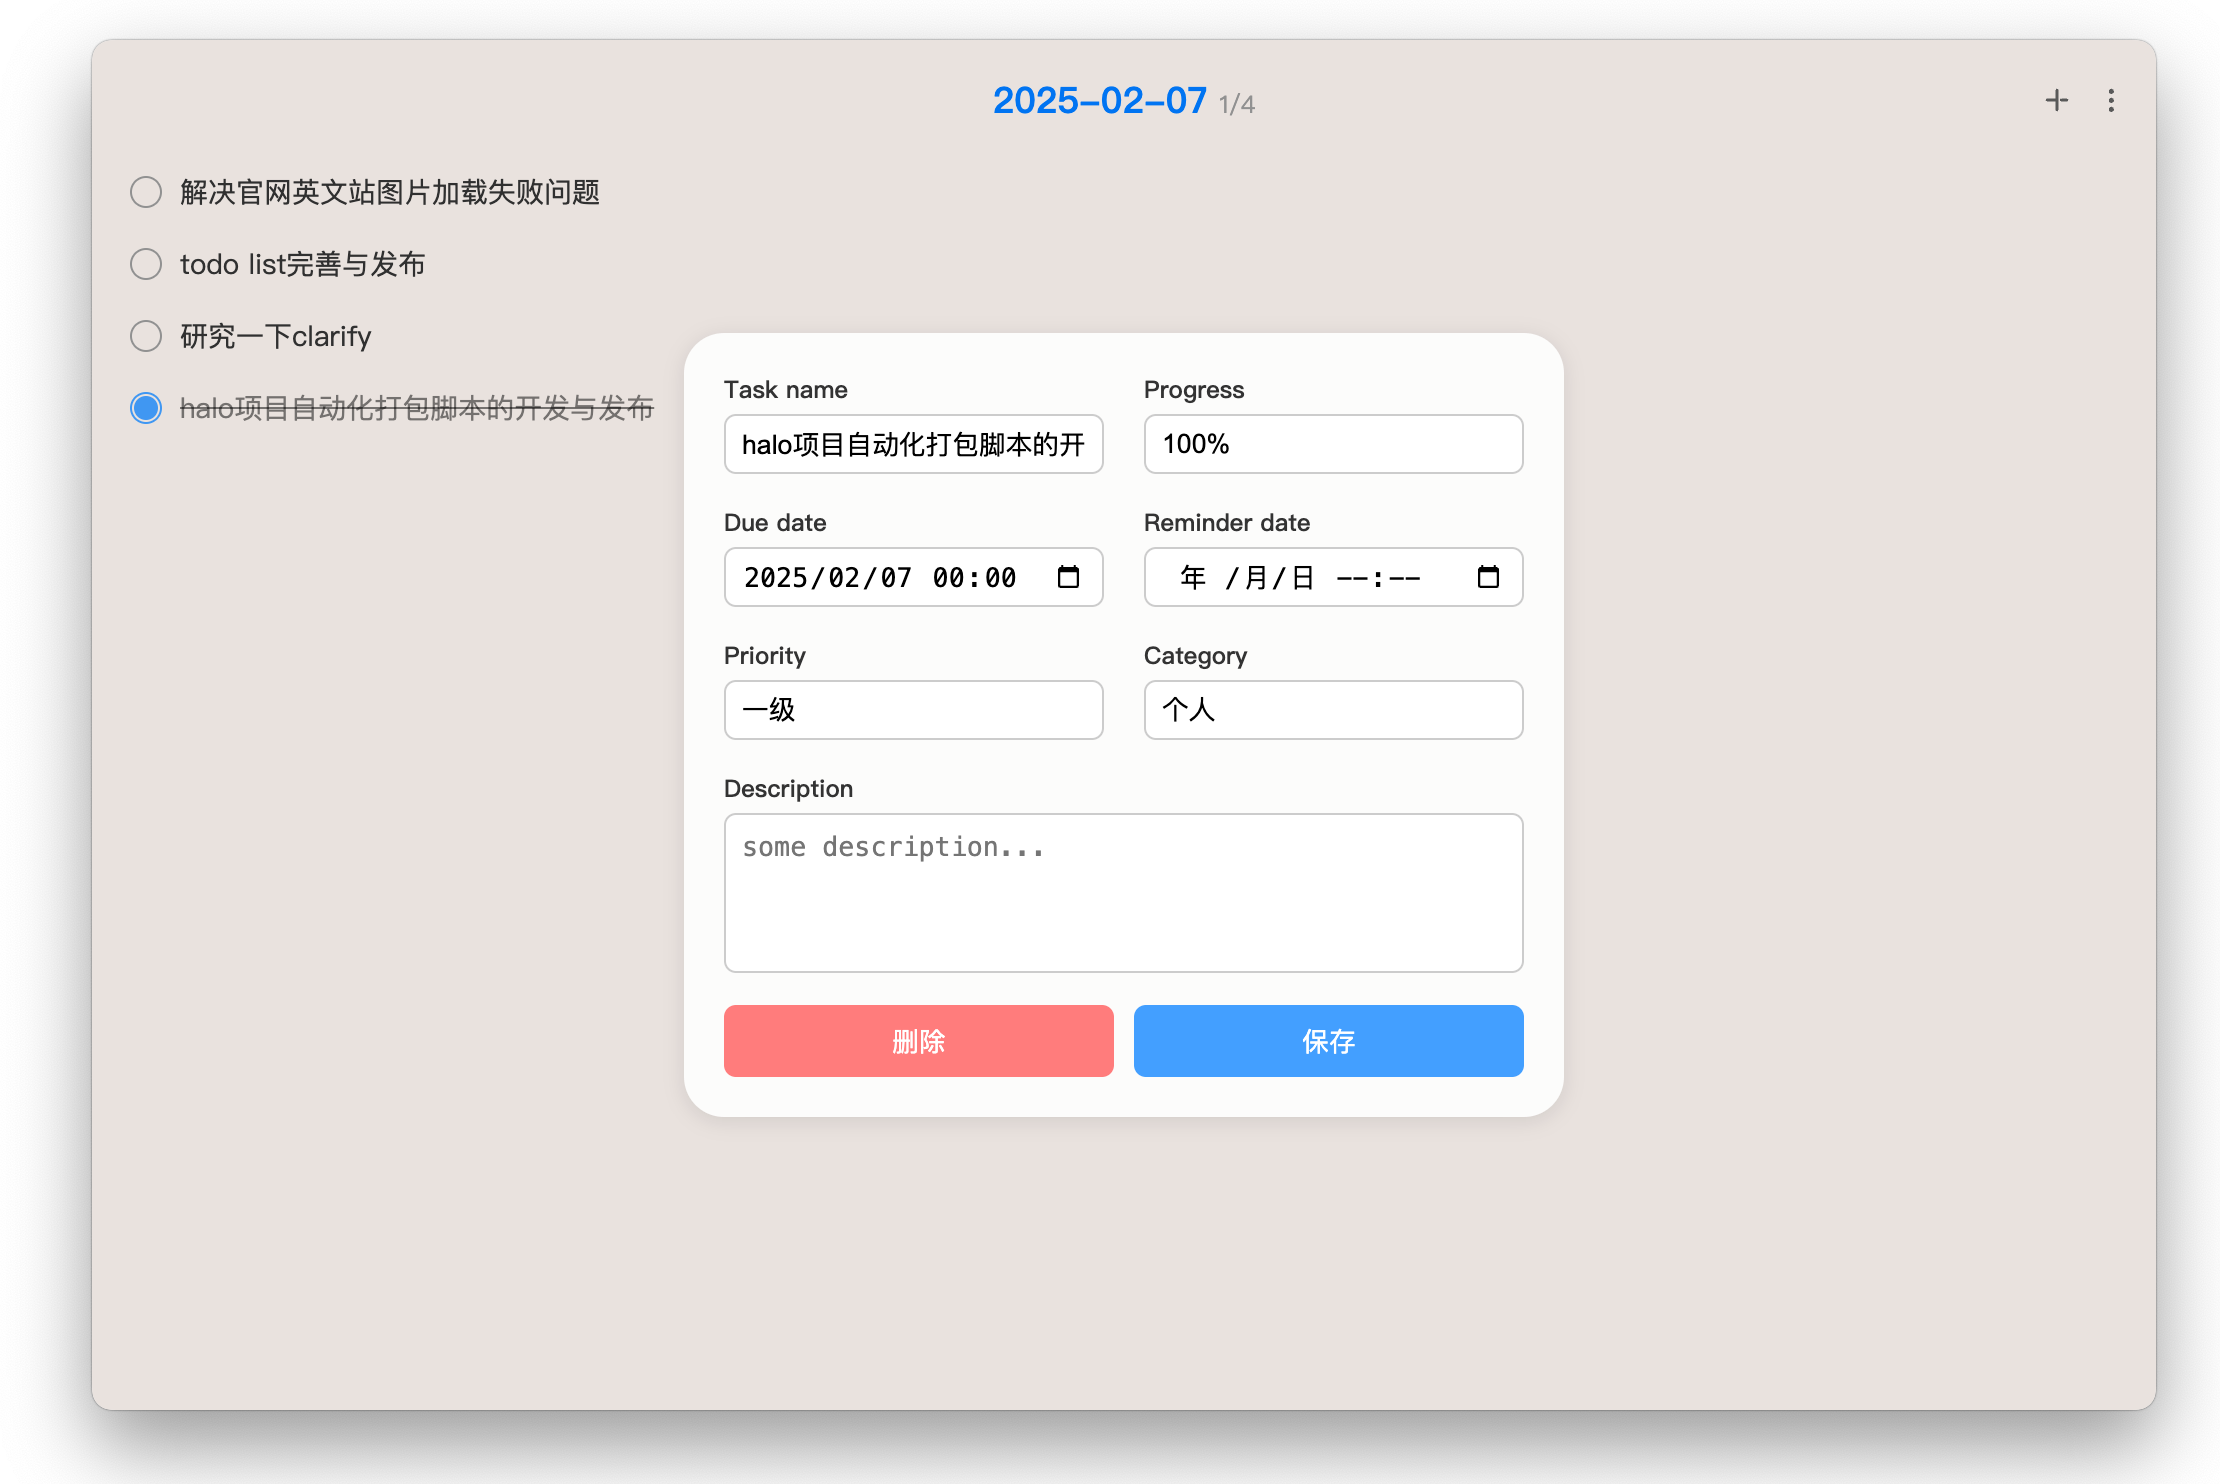 2025-02-07 1/4
解决官网英文站图片加载失败问题
todo list完善与发布
研究一下clarify
halo项目自动化打包脚本的开发与发布
Task name
halo项目自动化打包脚本的开
Progress
100%
Due date
2025/02/07 00:00
Reminder date
年 /月/日 --:--
Priority
一级
Category
个人
Description
some description...
删除
保存